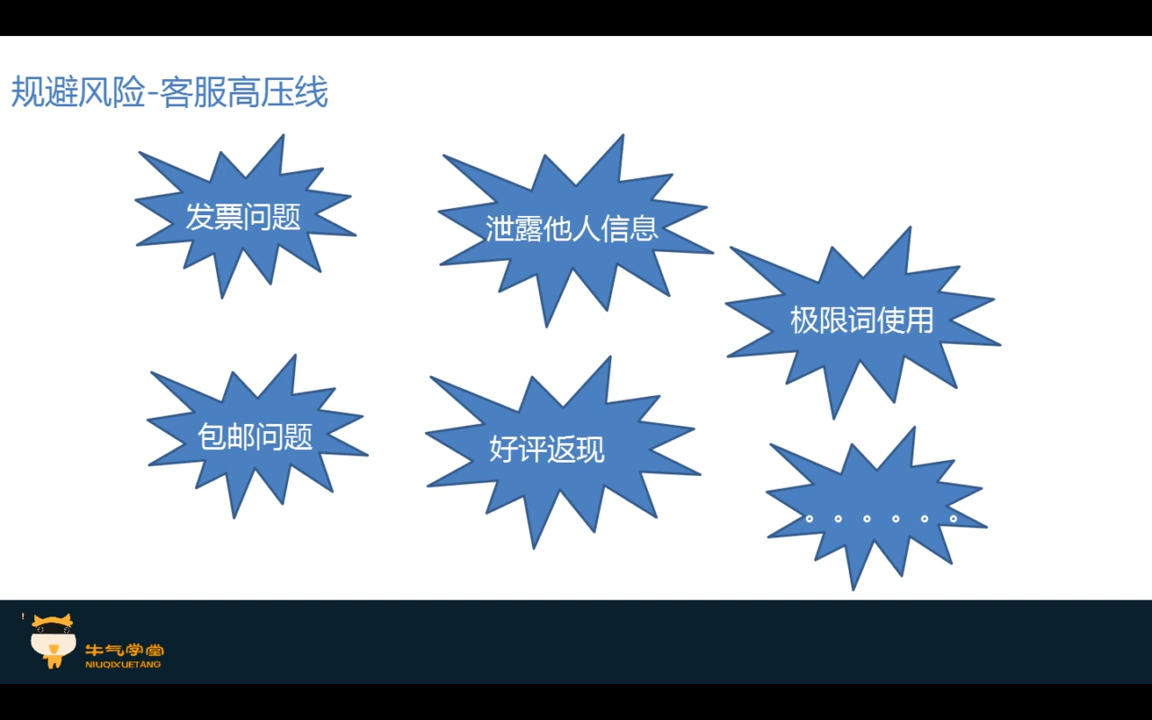 规避风险-客服高压线
发票问题
泄露他人信息
极限词使用
包邮问题
好评返现
。。。。。。
牛气学堂
NIUQIXUETANG